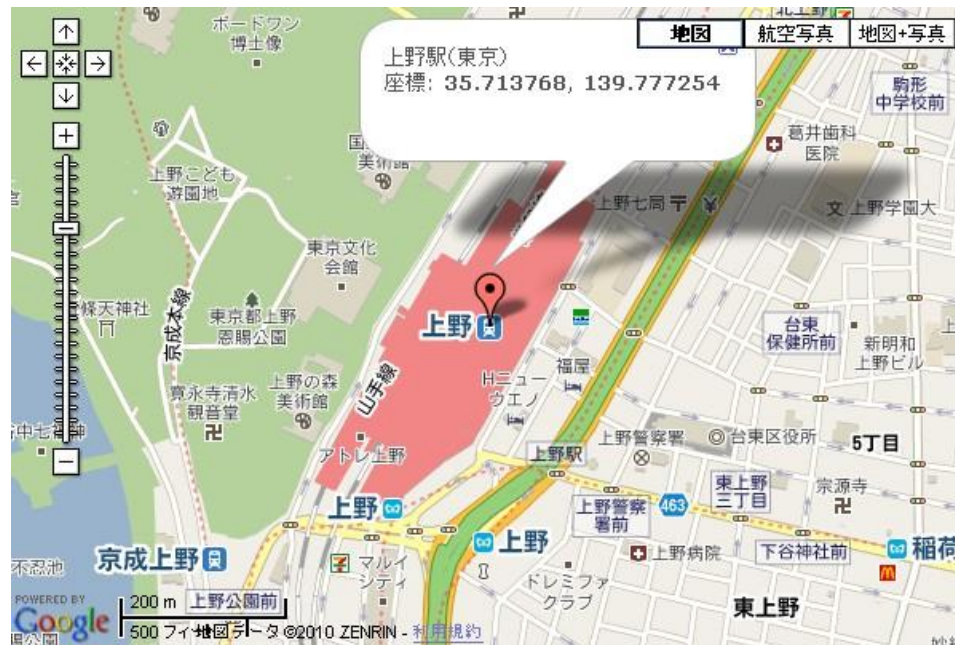 ボードワン
博士像
北上野
地図
航空写真
地図+写真
上野駅(東京)
座標: 35.713768, 139.777254
駒形
中学校前
葛井歯科
医院
美術館
上野こども
遊園地
上野七局
文 上野学園大
東京文化
会館
條天神社
京成本線
東京都上野
恩賜公園
上野
台東
保健所前
新明和
上野ビル
福屋
Hニュー
ウエノ
山手線
寛永寺清水
観音堂
上野の森
美術館
アトレ上野
上野駅
上野警察署
台東区役所
5丁目
上野
上野警察
署前
463
東上野
三丁目
宗源寺
京成上野
マルイ
シティ
上野
上野病院
下谷神社前
稲荷
不忍池
ドレミファ
クラブ
東上野
POWERED BY
Google
200 m
上野公園前
500 フィート
地図データ ©2010 ZENRIN - 利用規約